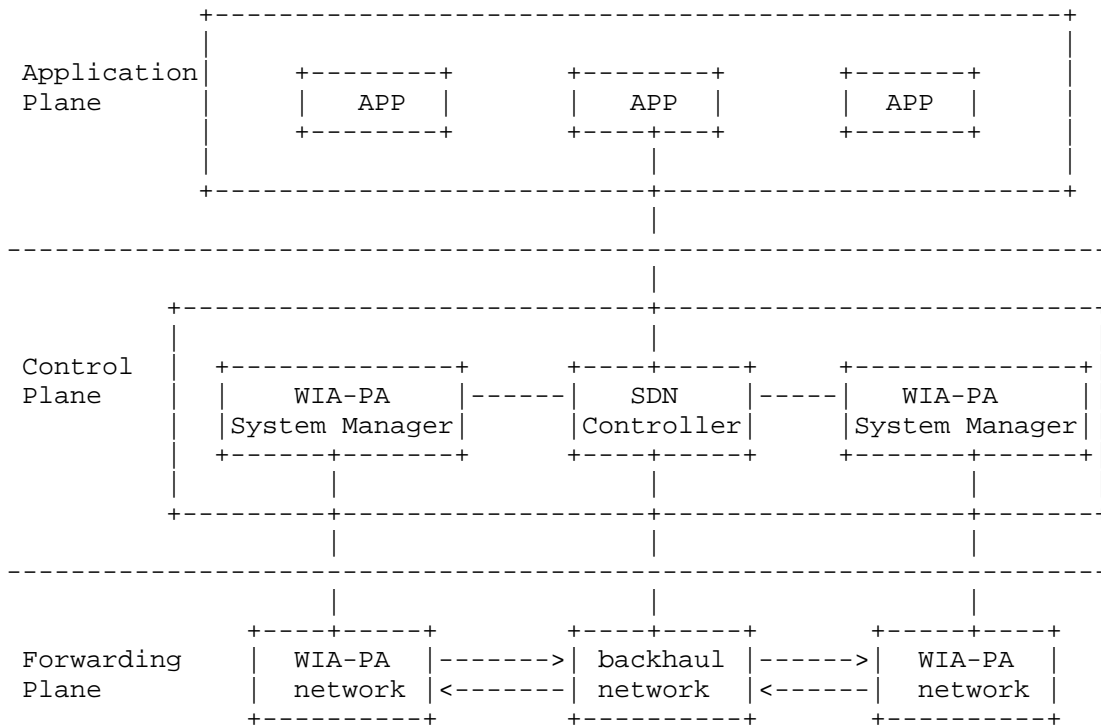 Application
Plane
APP APP APP
Control
Plane
WIA-PA SDN WIA-PA
System Manager Controller System Manager
Forwarding
Plane
WIA-PA backhaul WIA-PA
network network network